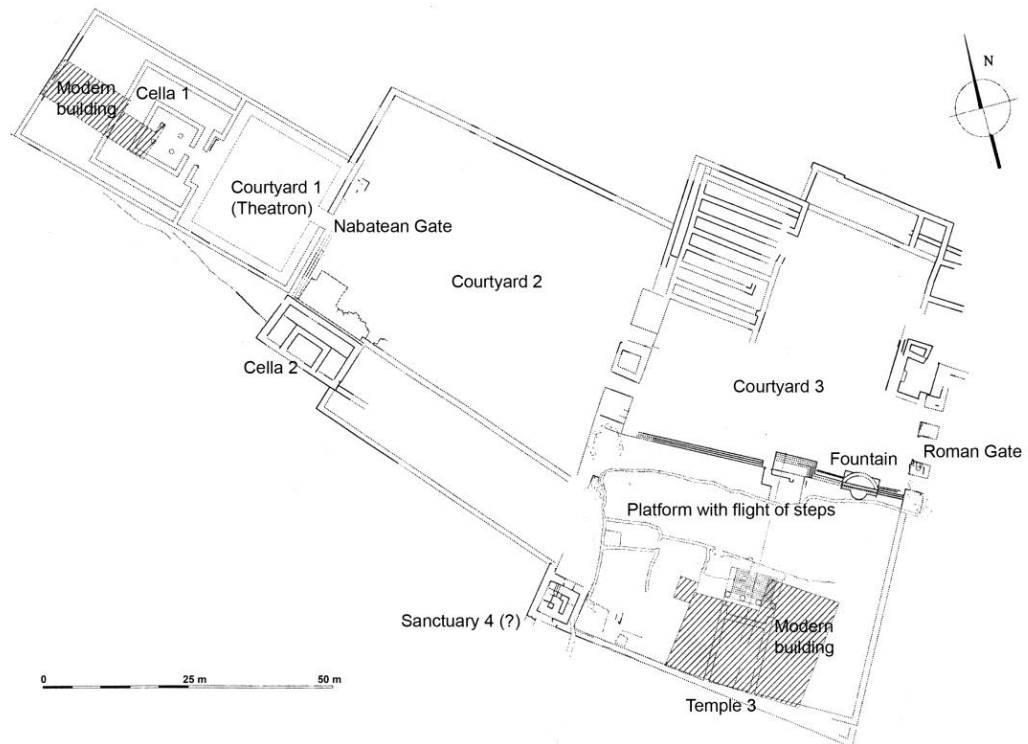 N
Modern
building
Cella 1
Courtyard 1
(Theatron)
Nabatean Gate
Courtyard 2
Cella 2
Courtyard 3
Fountain
Roman Gate
Platform with flight of steps
Sanctuary 4 (?)
Modern
building
Temple 3
0 25 m 50 m